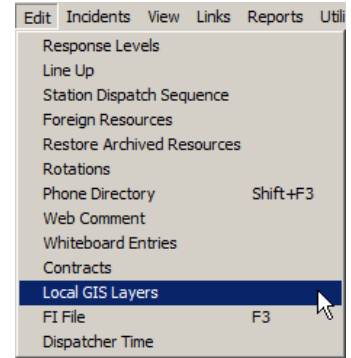 Edit Incidents View Links Reports Utili
Response Levels
Line Up
Station Dispatch Sequence
Foreign Resources
Restore Archived Resources
Rotations
Phone Directory Shift+F3
Web Comment
Whiteboard Entries
Contracts
Local GIS Layers
FI File F3
Dispatcher Time